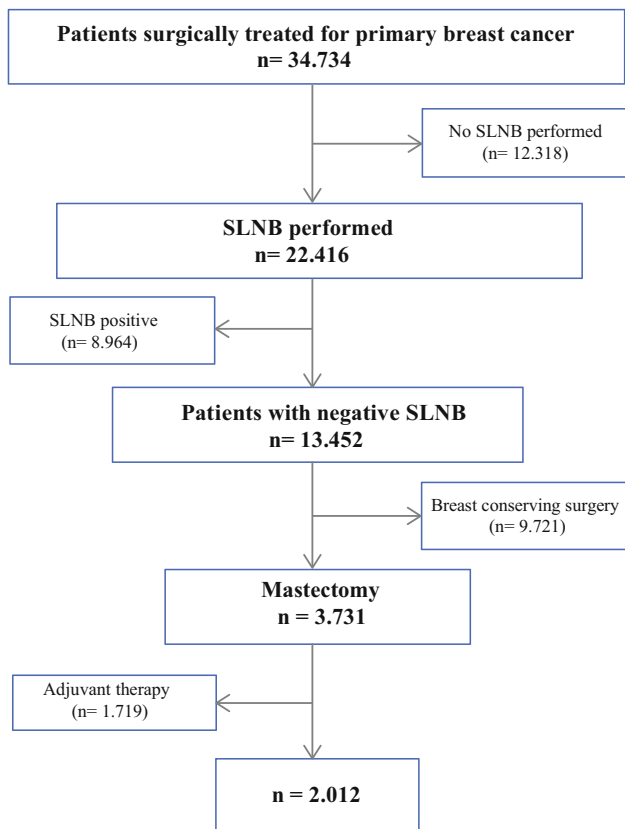 Patients surgically treated for primary breast cancer
n= 34.734
No SLNB performed
(n= 12.318)
SLNB performed
n= 22.416
SLNB positive
(n= 8.964)
Patients with negative SLNB
n= 13.452
Breast conserving surgery
(n= 9.721)
Mastectomy
n = 3.731
Adjuvant therapy
(n= 1.719)
n = 2.012